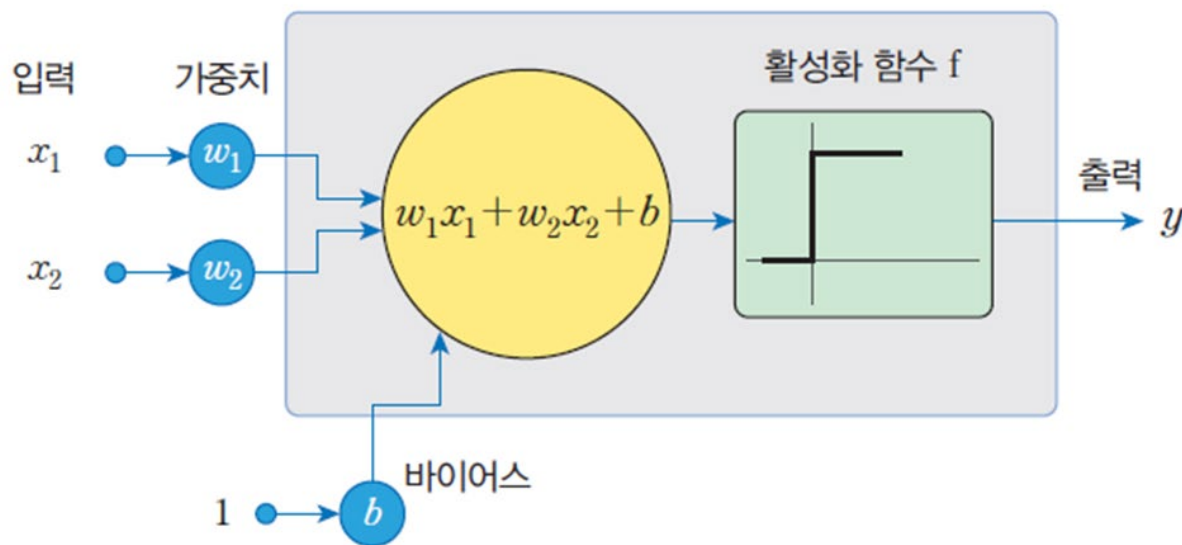 활성화 함수 f
입력
가중치
x₁
w₁
w₁x₁+w₂x₂+b
출력
y
x₂
w₂
바이어스
1
b